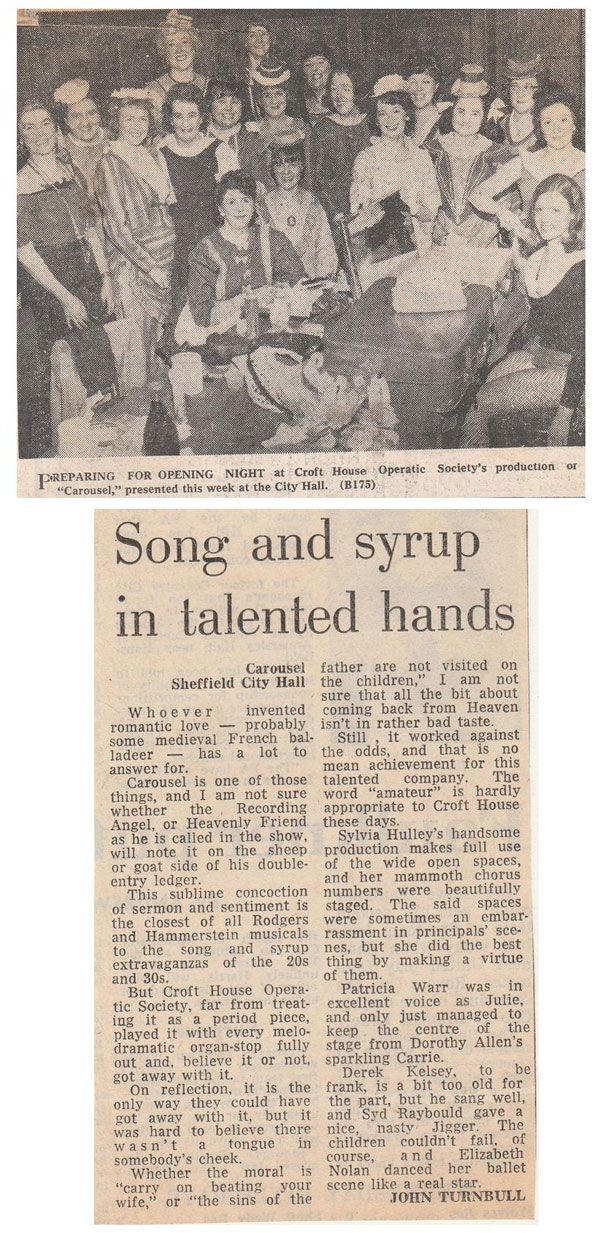 PREPARING FOR OPENING NIGHT at Croft House Operatic Society's production of
"Carousel," presented this week at the City Hall. (B175)
Song and syrup
in talented hands
Carousel
Sheffield City Hall
Whoever invented
romantic love — probably
some medieval French bal-
ladeer — has a lot to
answer for.
Carousel is one of those
things, and I am not sure
whether the Recording
Angel, or Heavenly Friend
as he is called in the show,
will note it on the sheep
or goat side of his double-
entry ledger.
This sublime concoction
of sermon and sentiment is
the closest of all Rodgers
and Hammerstein musicals
to the song and syrup
extravaganzas of the 20s
and 30s.
But Croft House Opera-
tic Society, far from treat-
ing it as a period piece,
played it with every melo-
dramatic organ-stop fully
out and, believe it or not,
got away with it.
On reflection, it is the
only way they could have
got away with it, but it
was hard to believe there
wasn't a tongue in
somebody's cheek.
Whether the moral is
"carry on beating your
wife," or "the sins of the
father are not visited on
the children," I am not
sure that all the bit about
coming back from Heaven
isn't in rather bad taste.
Still , it worked against
the odds, and that is no
mean achievement for this
talented company. The
word "amateur" is hardly
appropriate to Croft House
these days.
Sylvia Hulley's handsome
production makes full use
of the wide open spaces,
and her mammoth chorus
numbers were beautifully
staged. The said spaces
were sometimes an embar-
rassment in principals' sce-
nes, but she did the best
thing by making a virtue
of them.
Patricia Warr was in
excellent voice as Julie,
and only just managed to
keep the centre of the
stage from Dorothy Allen's
sparkling Carrie.
Derek Kelsey, to be
frank, is a bit too old for
the part, but he sang well,
and Syd Raybould gave a
nice, nasty Jigger. The
children couldn't fail, of
course, and Elizabeth
Nolan danced her ballet
scene like a real star.
JOHN TURNBULL